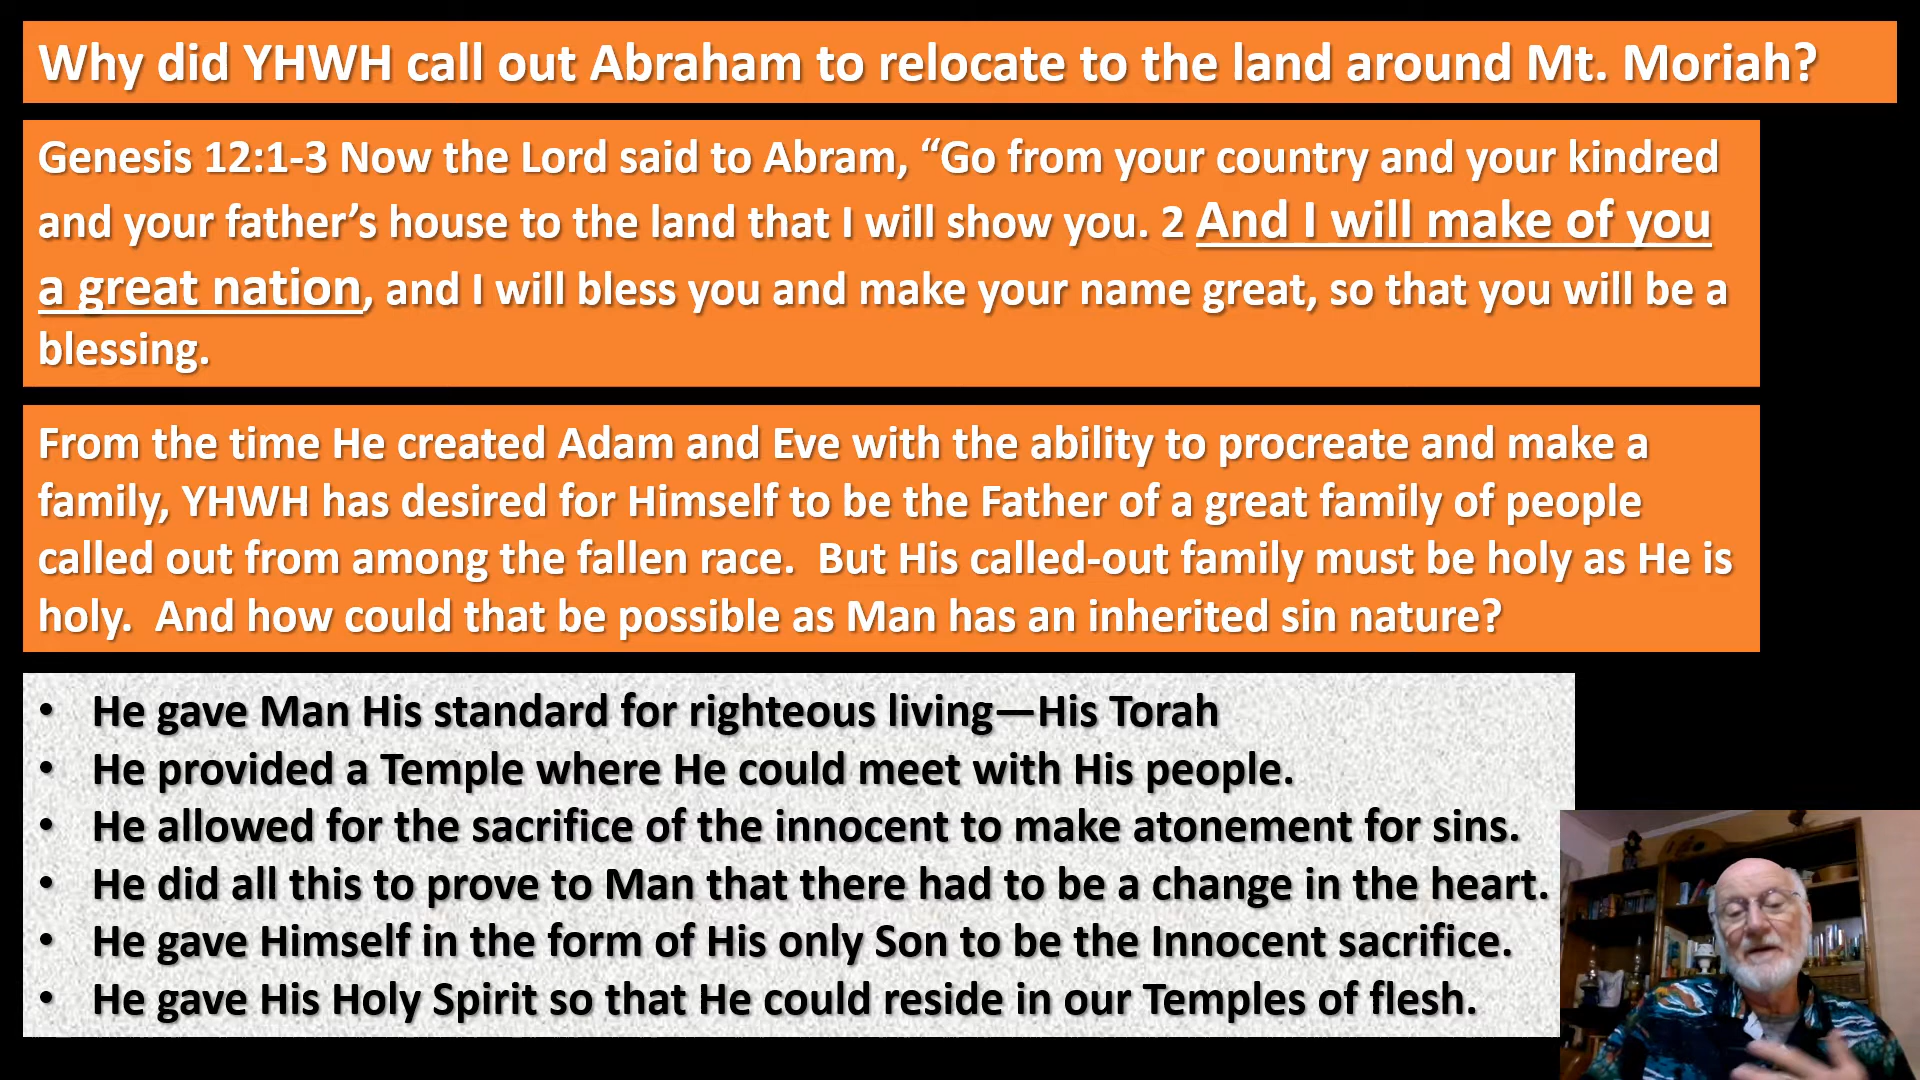 Why did YHWH call out Abraham to relocate to the land around Mt. Moriah?
Genesis 12:1-3 Now the Lord said to Abram, “Go from your country and your kindred
and your father’s house to the land that I will show you. 2 And I will make of you
a great nation, and I will bless you and make your name great, so that you will be a
blessing.
From the time He created Adam and Eve with the ability to procreate and make a
family, YHWH has desired for Himself to be the Father of a great family of people
called out from among the fallen race.  But His called-out family must be holy as He is
holy.  And how could that be possible as Man has an inherited sin nature?
• He gave Man His standard for righteous living—His Torah
• He provided a Temple where He could meet with His people.
• He allowed for the sacrifice of the innocent to make atonement for sins.
• He did all this to prove to Man that there had to be a change in the heart.
• He gave Himself in the form of His only Son to be the Innocent sacrifice.
• He gave His Holy Spirit so that He could reside in our Temples of flesh.